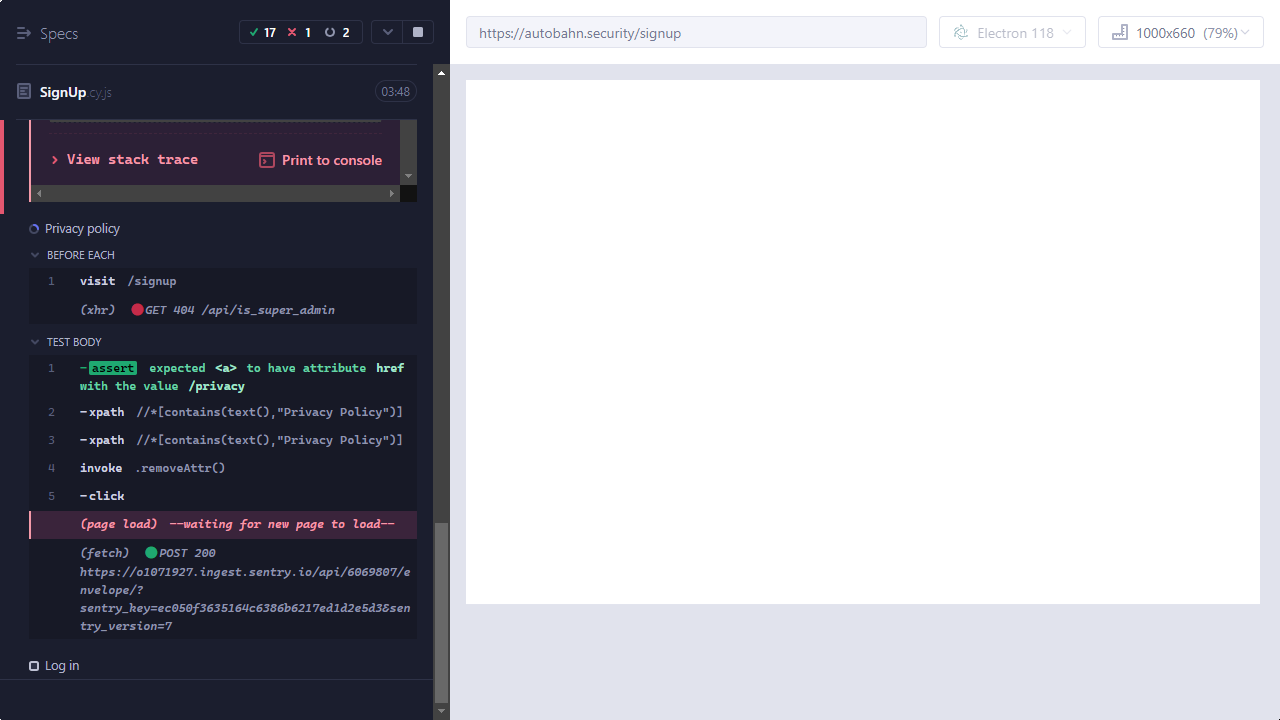 Specs
17 1 2
https://autobahn.security/signup
Electron 118
1000x660 (79%)
SignUp.cy.js
03:48
View stack trace
Print to console
Privacy policy
BEFORE EACH
1 visit /signup
(xhr) GET 404 /api/is_super_admin
TEST BODY
1 -assert expected <a> to have attribute href
with the value /privacy
2 -xpath //*[contains(text(),"Privacy Policy")]
3 -xpath //*[contains(text(),"Privacy Policy")]
4 invoke .removeAttr()
5 -click
(page load) --waiting for new page to load--
(fetch) POST 200
https://o1071927.ingest.sentry.io/api/6069807/e
nvelope/?
sentry_key=ec050f3635164c6386b6217ed1d2e5d3&sen
try_version=7
Log in